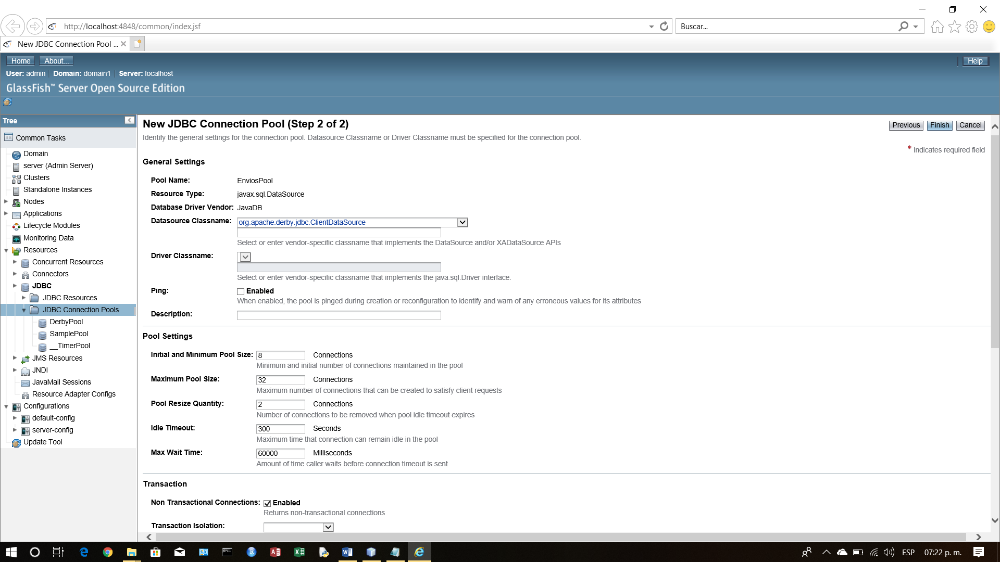 http://localhost:4848/common/index.jsf
Buscar...
New JDBC Connection Pool ...
Home About... Help
User: admin Domain: domain1 Server: localhost
GlassFish™ Server Open Source Edition
Tree
Common Tasks
Domain
server (Admin Server)
Clusters
Standalone Instances
Nodes
Applications
Lifecycle Modules
Monitoring Data
Resources
Concurrent Resources
Connectors
JDBC
JDBC Resources
JDBC Connection Pools
DerbyPool
SamplePool
__TimerPool
JMS Resources
JNDI
JavaMail Sessions
Resource Adapter Configs
Configurations
default-config
server-config
Update Tool
New JDBC Connection Pool (Step 2 of 2)
Previous Finish Cancel
Identify the general settings for the connection pool. Datasource Classname or Driver Classname must be specified for the connection pool.
* Indicates required field
General Settings
Pool Name: EnviosPool
Resource Type: javax.sql.DataSource
Database Driver Vendor: JavaDB
Datasource Classname: org.apache.derby.jdbc.ClientDataSource
Select or enter vendor-specific classname that implements the DataSource and/or XADataSource APIs
Driver Classname:
Select or enter vendor-specific classname that implements the java.sql.Driver interface.
Ping: Enabled
When enabled, the pool is pinged during creation or reconfiguration to identify and warn of any erroneous values for its attributes
Description:
Pool Settings
Initial and Minimum Pool Size: 8 Connections
Minimum and initial number of connections maintained in the pool
Maximum Pool Size: 32 Connections
Maximum number of connections that can be created to satisfy client requests
Pool Resize Quantity: 2 Connections
Number of connections to be removed when pool idle timeout expires
Idle Timeout: 300 Seconds
Maximum time that connection can remain idle in the pool
Max Wait Time: 60000 Milliseconds
Amount of time caller waits before connection timeout is sent
Transaction
Non Transactional Connections: Enabled
Returns non-transactional connections
Transaction Isolation:
ESP 07:22 p. m.